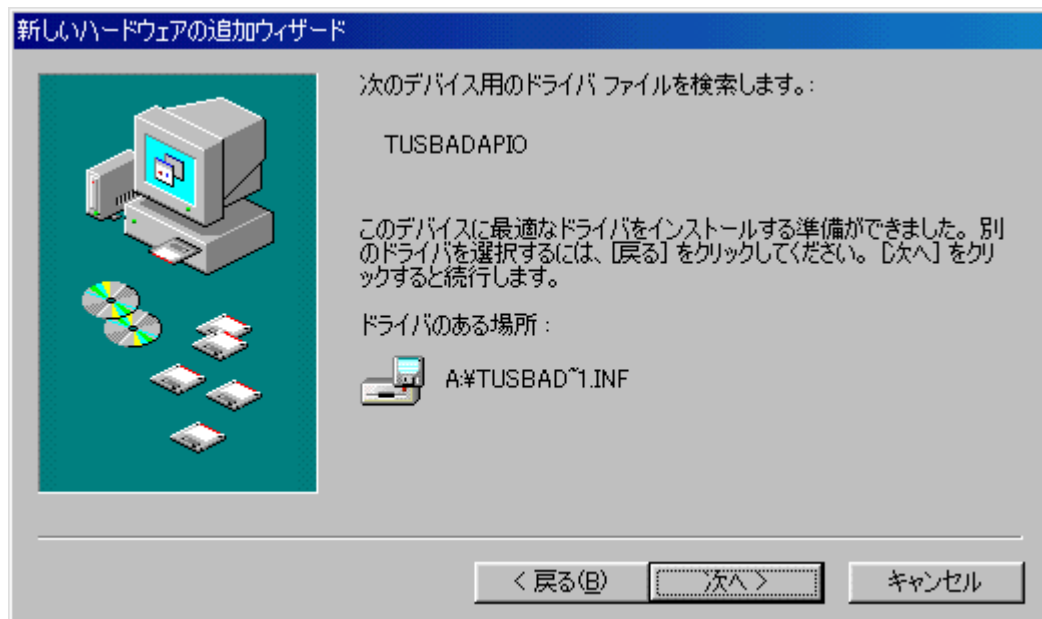 新しいハードウェアの追加ウィザード
次のデバイス用のドライバ ファイルを検索します。:
TUSBADAPIO
このデバイスに最適なドライバをインストールする準備ができました。別
のドライバを選択するには、[戻る] をクリックしてください。[次へ] をクリ
ックすると続行します。
ドライバのある場所 :
A:¥TUSBAD~1.INF
< 戻る(B)
次へ >
キャンセル